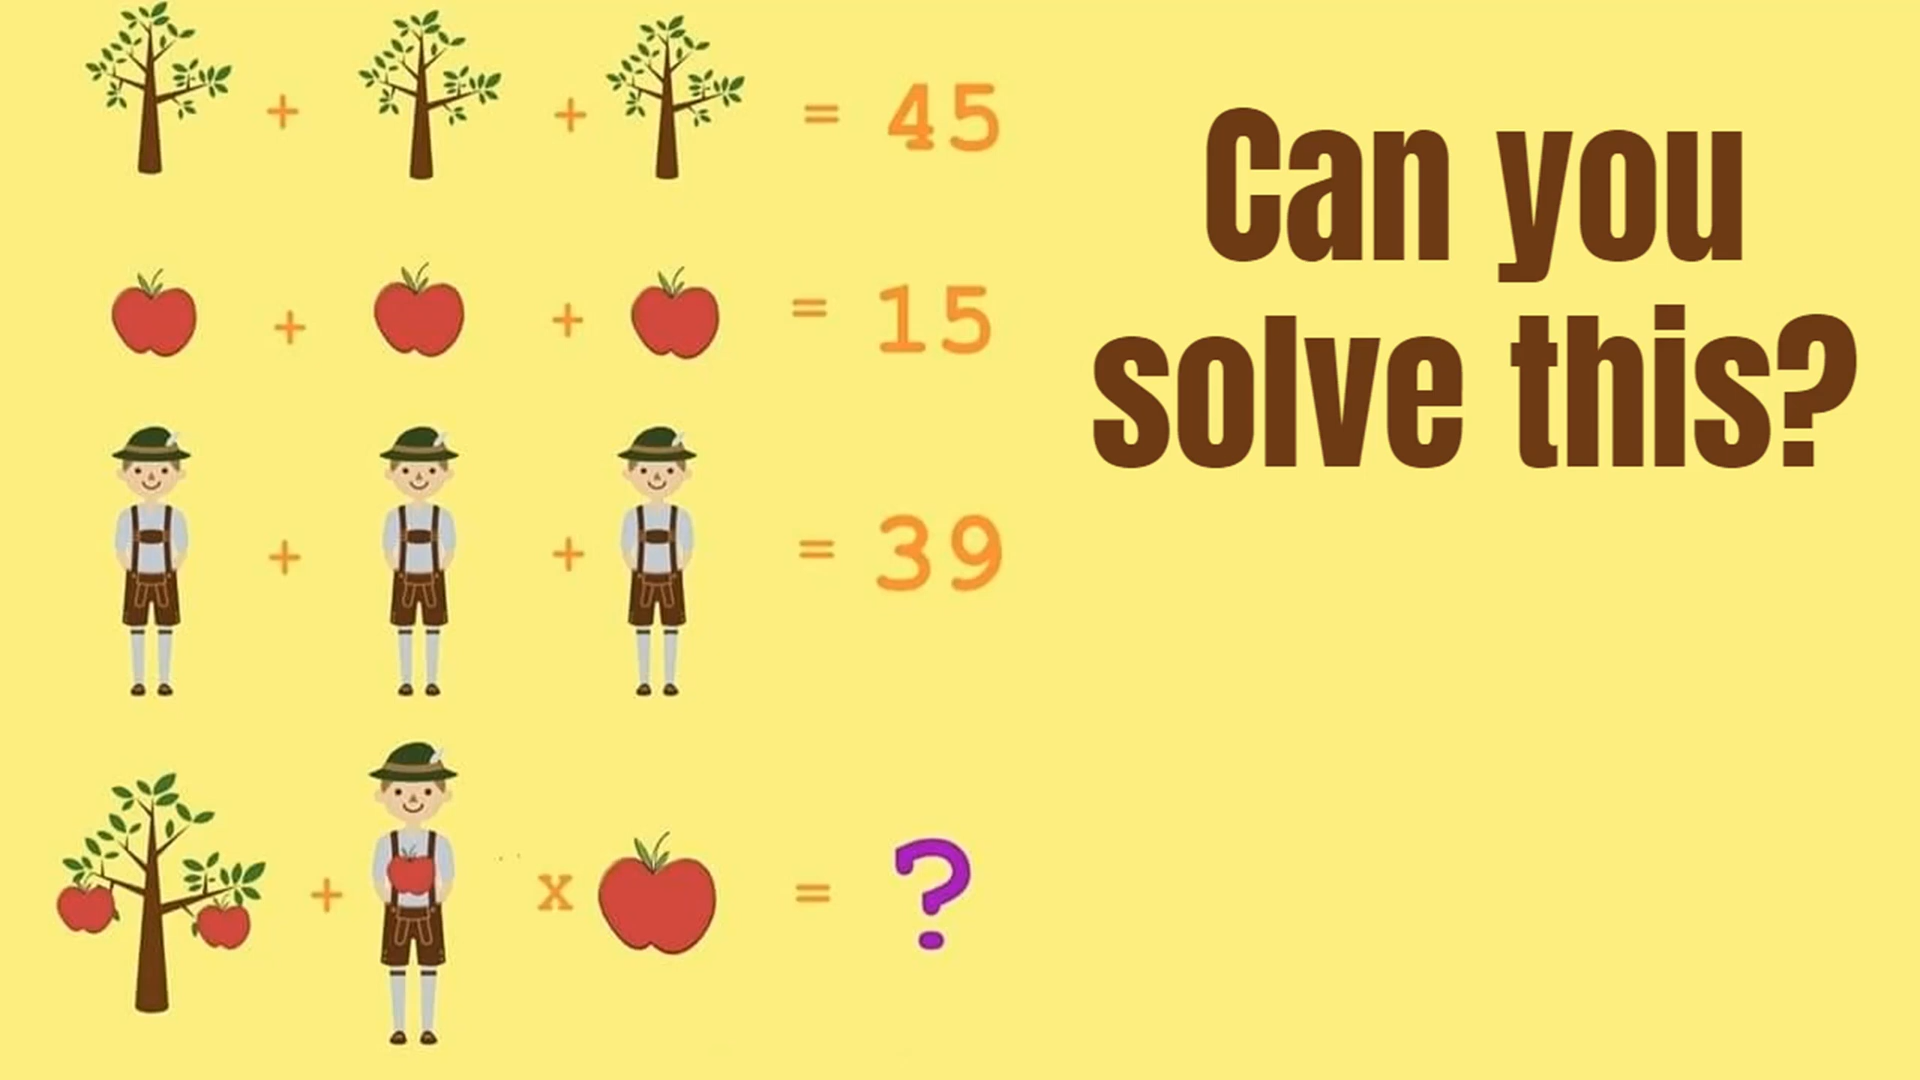 + + = 45
Can you
solve this?
+ + = 15
+ + = 39
+ x = ?